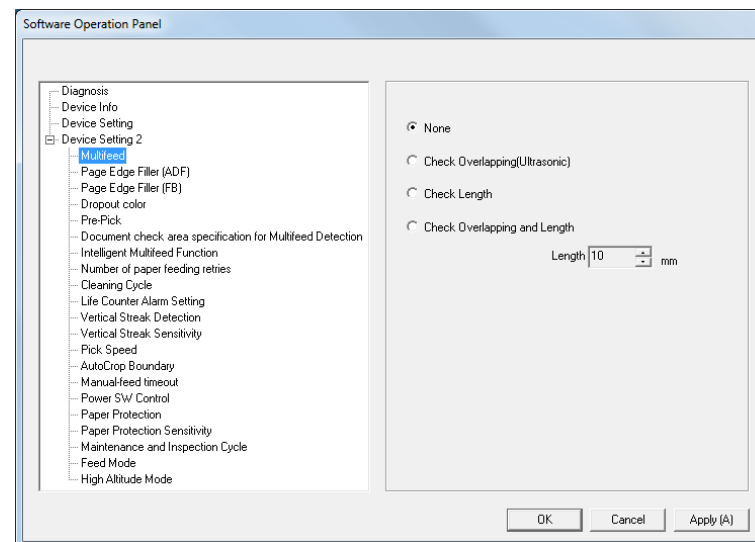 Software Operation Panel
Diagnosis
Device Info
Device Setting
Device Setting 2
Multifeed
Page Edge Filler (ADF)
Page Edge Filler (FB)
Dropout color
Pre-Pick
Document check area specification for Multifeed Detection
Intelligent Multifeed Function
Number of paper feeding retries
Cleaning Cycle
Life Counter Alarm Setting
Vertical Streak Detection
Vertical Streak Sensitivity
Pick Speed
AutoCrop Boundary
Manual-feed timeout
Power SW Control
Paper Protection
Paper Protection Sensitivity
Maintenance and Inspection Cycle
Feed Mode
High Altitude Mode
None
Check Overlapping(Ultrasonic)
Check Length
Check Overlapping and Length
Length 10 mm
OK Cancel Apply (A)